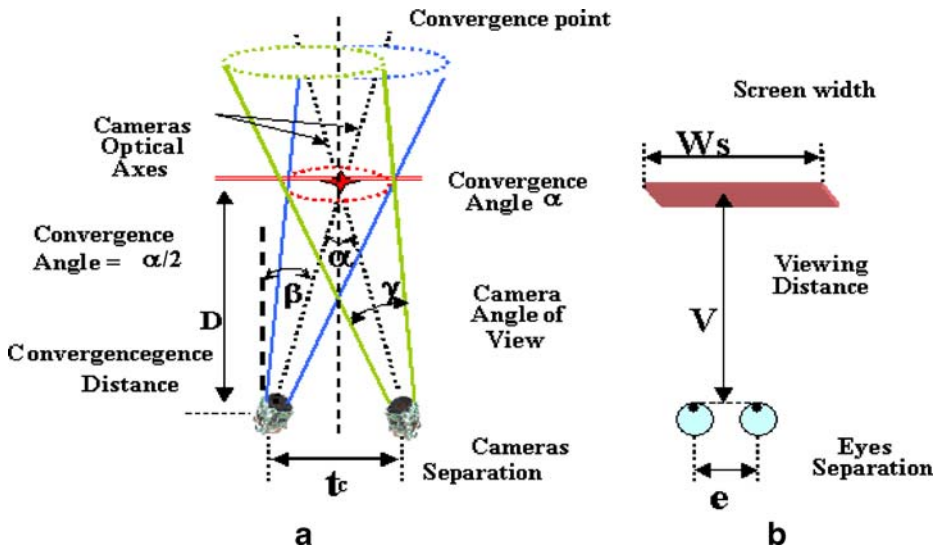 Convergence point
Cameras
Optical
Axes
Convergence
Angle α
Convergence
Angle = α/2
α
β
γ
D
Camera
Angle of
View
Convergencegence
Distance
Cameras
Separation
tc
a
Screen width
Ws
Viewing
Distance
V
Eyes
Separation
e
b